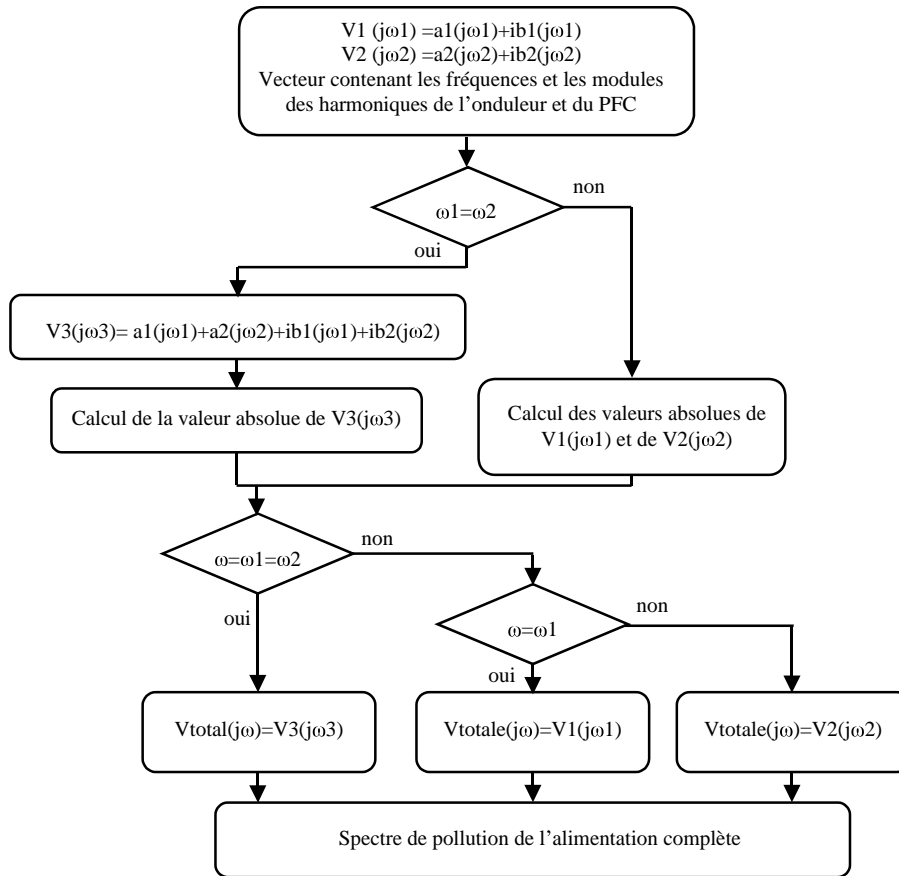 V1 (jω1) =a1(jω1)+ib1(jω1)
V2 (jω2) =a2(jω2)+ib2(jω2)
Vecteur contenant les fréquences et les modules
des harmoniques de l’onduleur et du PFC
non
ω1=ω2
oui
V3(jω3)= a1(jω1)+a2(jω2)+ib1(jω1)+ib2(jω2)
Calcul de la valeur absolue de V3(jω3)
Calcul des valeurs absolues de
V1(jω1) et de V2(jω2)
non
ω=ω1=ω2
oui
non
ω=ω1
oui
Vtotal(jω)=V3(jω3)
Vtotale(jω)=V1(jω1)
Vtotale(jω)=V2(jω2)
Spectre de pollution de l’alimentation complète